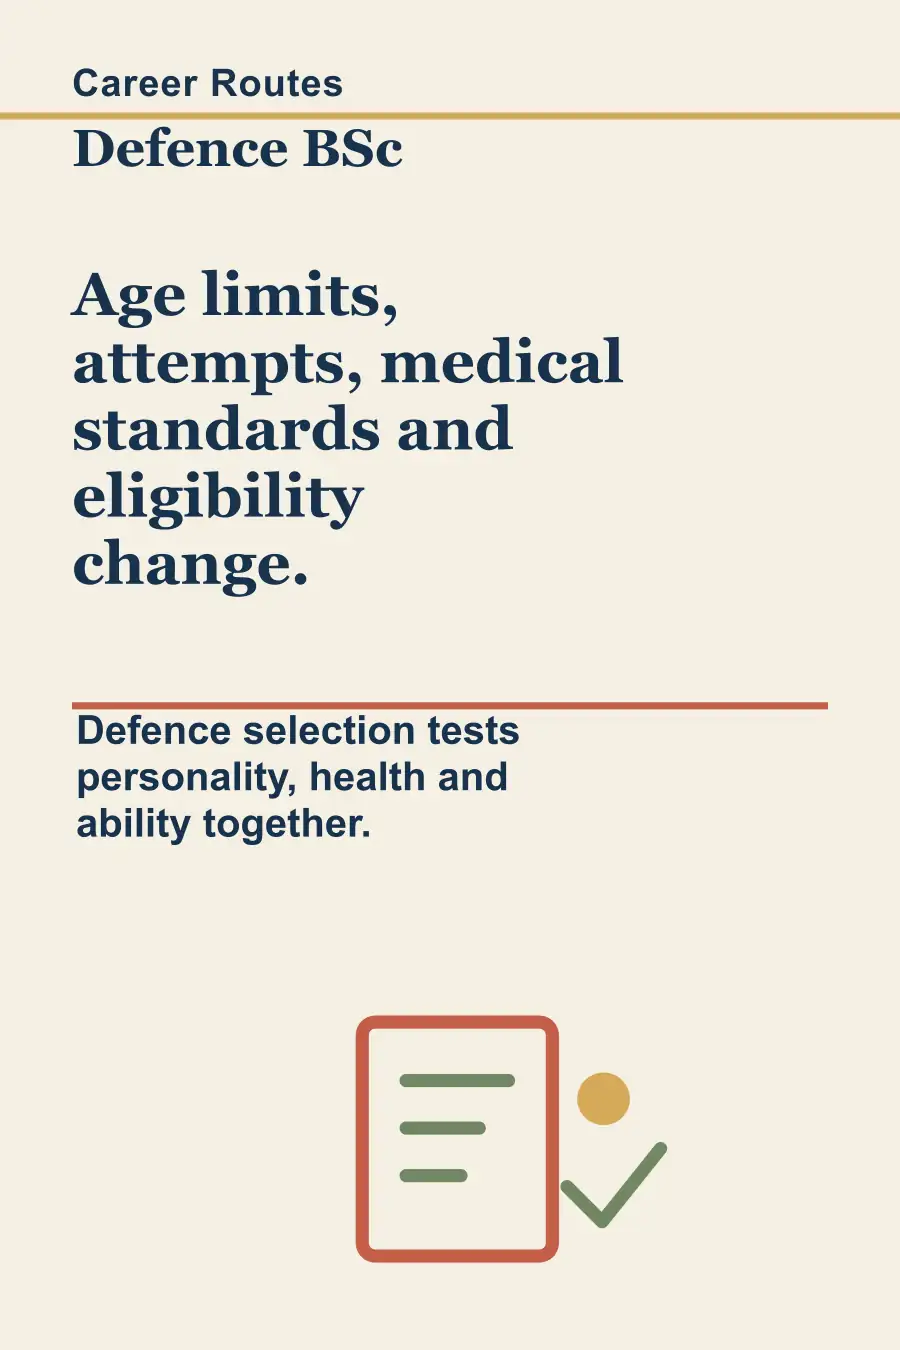 Career Routes
Defence BSc
Age limits,
attempts, medical
standards and
eligibility
change.
Defence selection tests
personality, health and
ability together.